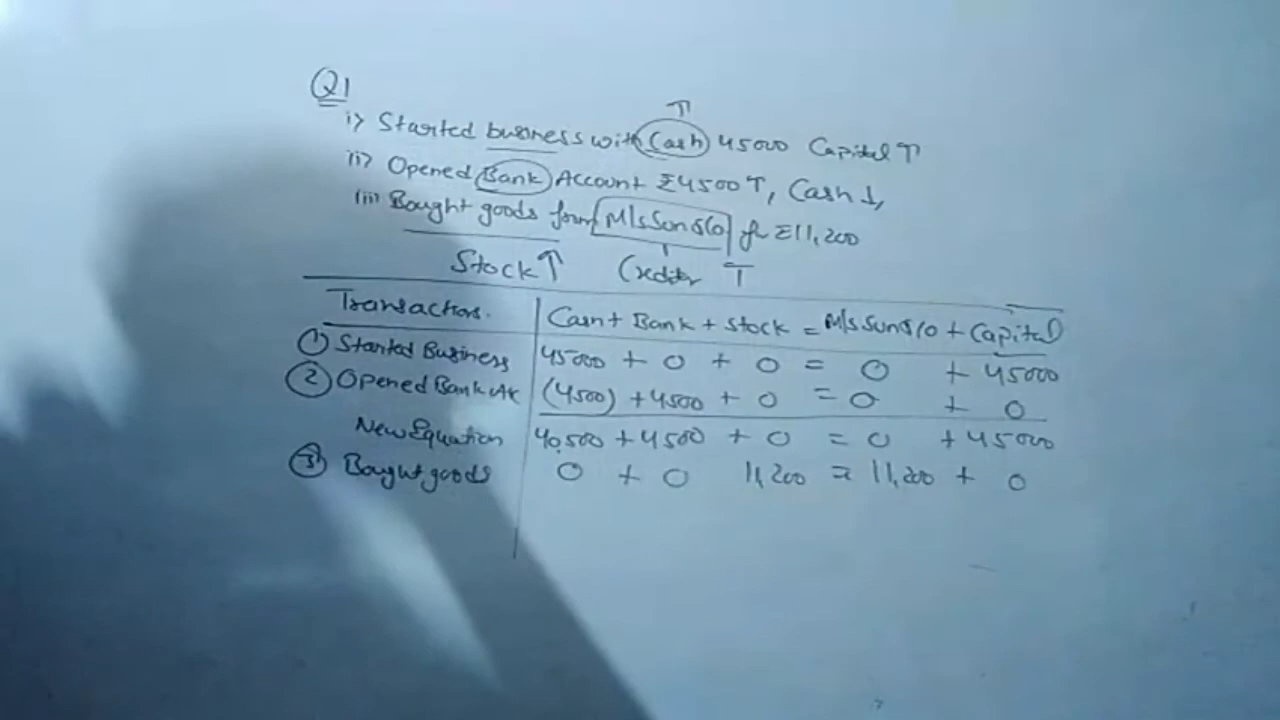 Q1
i) Started business with Cash ↑ 45000 Capital ↑
ii) Opened Bank Account ₹4500 ↑, Cash ↓,
iii) Bought goods form M/s Sun & Co for ₹11,200
Stock ↑ Creditor ↑
Transactions. Cash + Bank + Stock = M/s Sun & Co + Capital
① Started Business 45000 + 0 + 0 = 0 + 45000
② Opened Bank A/c (4500) + 4500 + 0 = 0 + 0
New Equation 40,500 + 4500 + 0 = 0 + 45000
③ Bought goods 0 + 0 11,200 = 11,200 + 0